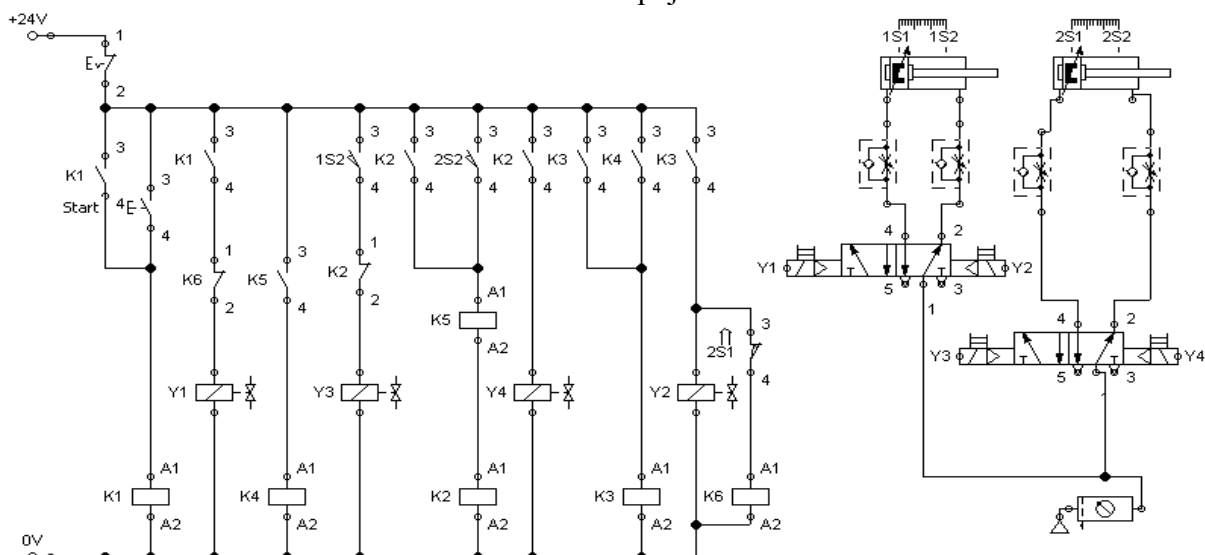 +24V
1S1 1S2 2S1 2S2
1
E
2
3 3 3 3 3 3 3 3 3
K1 K1 1S2 K2 2S2 K2 K3 K4 K3
3
4 4 4 4 4 4 4 4
Start 4 E
4
4 2
1 3 1
K6 K5 K2
Y1 Y2
2 4 2
5 3
1
A1
K5
A2
3
2S1
4
4 2
Y3 Y4
5 3
Y1 Y3 Y4 Y2
A1 A1 A1 A1 A1
K1 K4 K2 K3 K6
A2 A2 A2 A2 A2
0V